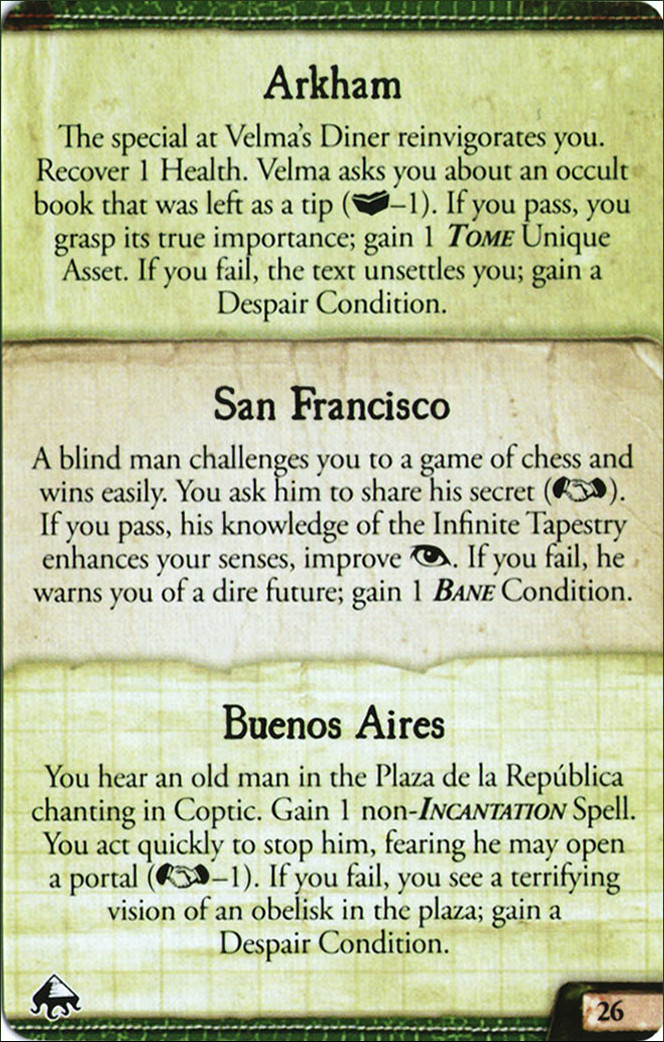 Arkham
The special at Velma's Diner reinvigorates you.
Recover 1 Health. Velma asks you about an occult
book that was left as a tip (–1). If you pass, you
grasp its true importance; gain 1 TOME Unique
Asset. If you fail, the text unsettles you; gain a
Despair Condition.
San Francisco
A blind man challenges you to a game of chess and
wins easily. You ask him to share his secret ().
If you pass, his knowledge of the Infinite Tapestry
enhances your senses, improve . If you fail, he
warns you of a dire future; gain 1 BANE Condition.
Buenos Aires
You hear an old man in the Plaza de la República
chanting in Coptic. Gain 1 non-INCANTATION Spell.
You act quickly to stop him, fearing he may open
a portal (–1). If you fail, you see a terrifying
vision of an obelisk in the plaza; gain a
Despair Condition.
26